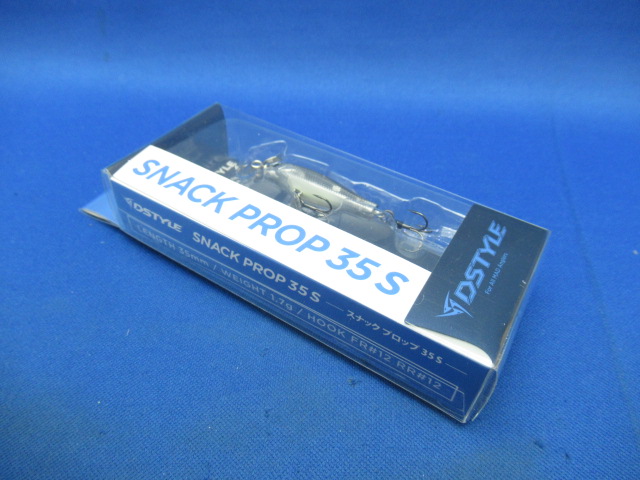 SNACK PROP 35 S
DSTYLE
SNACK PROP 35 S
スナック プロップ 35 S
LENGTH 35mm / WEIGHT 1.7g / HOOK FR#12 RR#12
DSTYLE